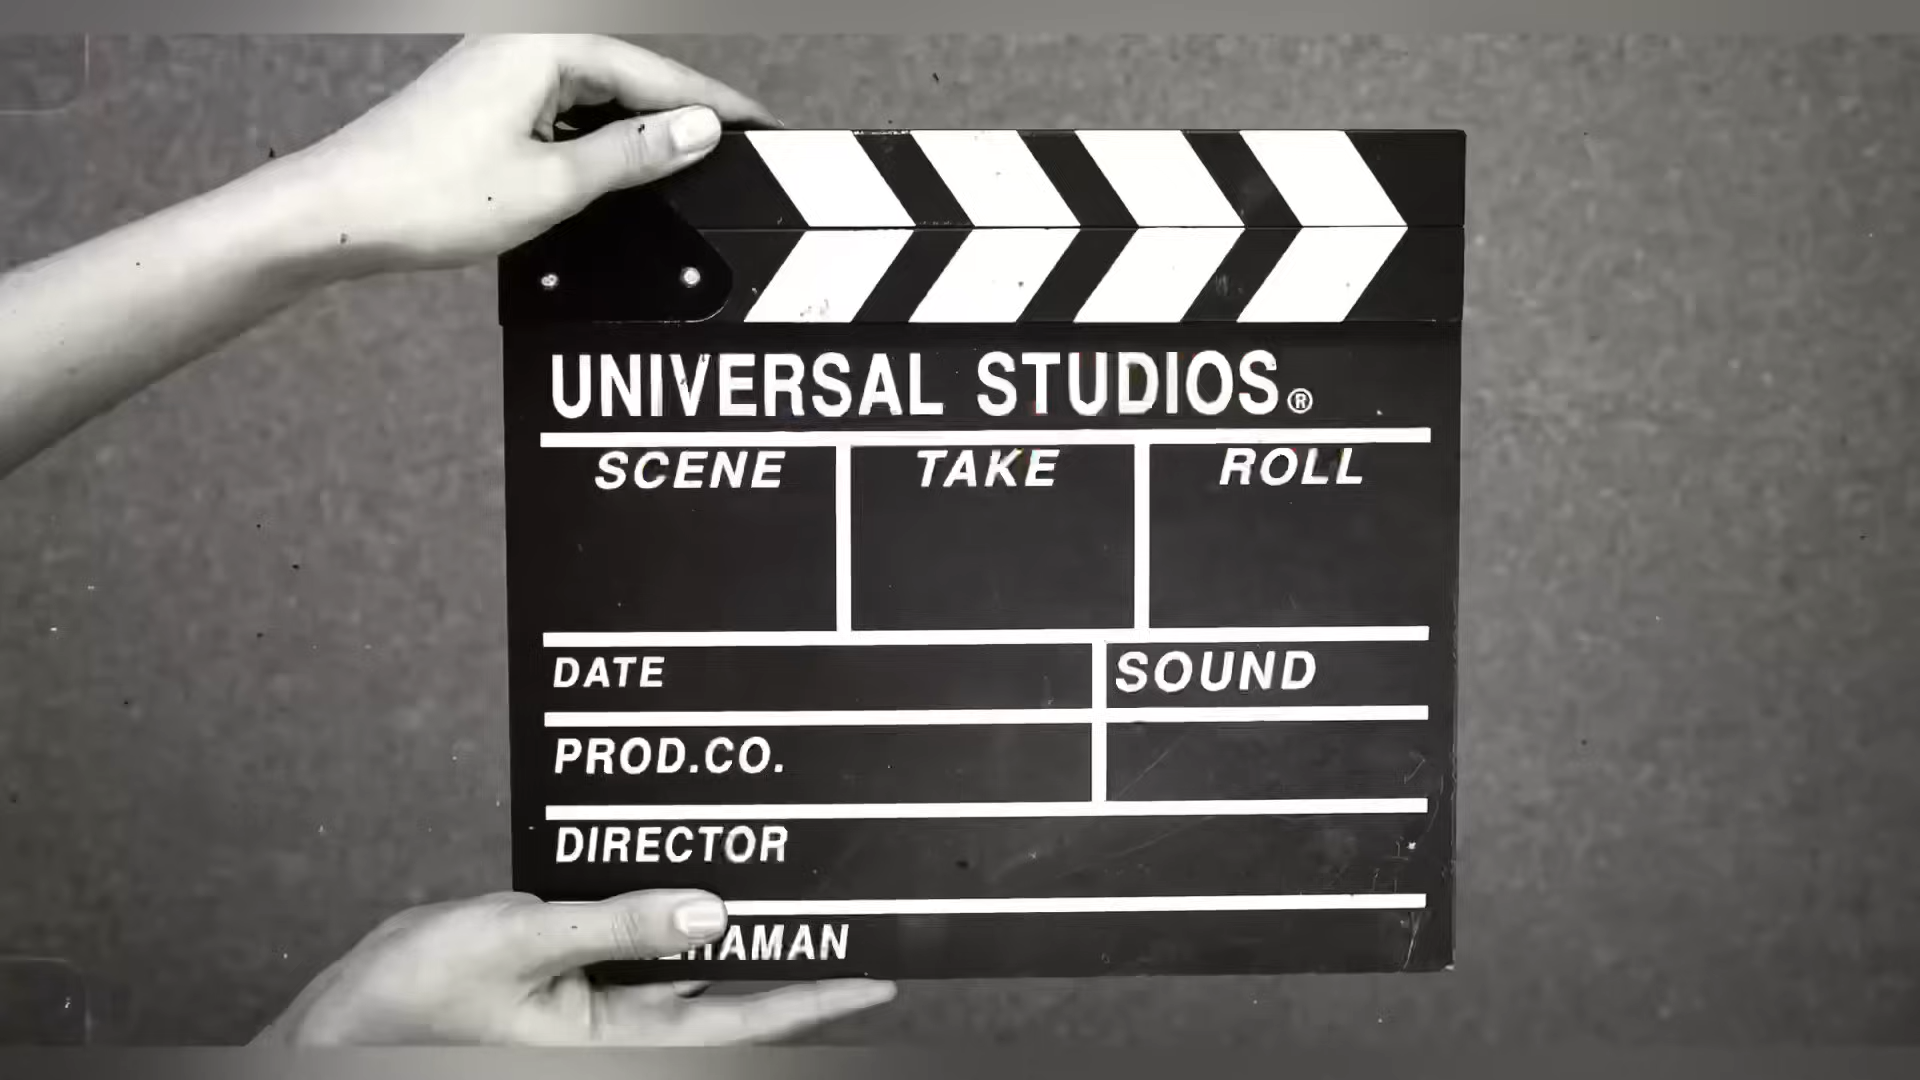 UNIVERSAL STUDIOS®
SCENE TAKE ROLL
DATE SOUND
PROD.CO.
DIRECTOR